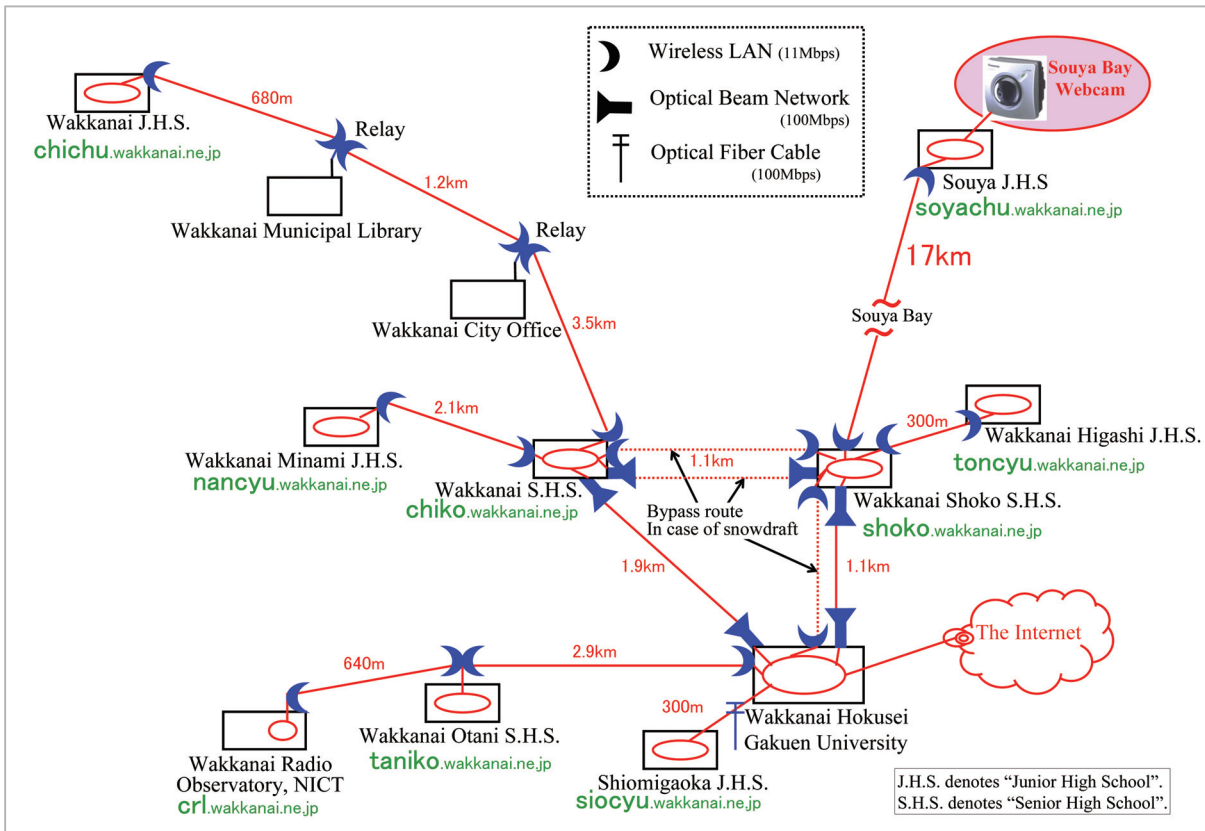 Wireless LAN (11Mbps)
Optical Beam Network
(100Mbps)
Optical Fiber Cable
(100Mbps)
Souya Bay
Webcam
Wakkanai J.H.S.
chichu.wakkanai.ne.jp
680m
Relay
Wakkanai Municipal Library
1.2km
Relay
Wakkanai City Office
3.5km
Souya J.H.S
soyachu.wakkanai.ne.jp
17km
Souya Bay
Wakkanai Minami J.H.S.
nancyu.wakkanai.ne.jp
2.1km
Wakkanai S.H.S.
chiko.wakkanai.ne.jp
1.1km
300m
Wakkanai Higashi J.H.S.
toncyu.wakkanai.ne.jp
Wakkanai Shoko S.H.S.
shoko.wakkanai.ne.jp
Bypass route
In case of snowdraft
1.9km
1.1km
The Internet
640m
2.9km
300m
Wakkanai Hokusei
Gakuen University
Wakkanai Radio
Observatory, NICT
crl.wakkanai.ne.jp
Wakkanai Otani S.H.S.
taniko.wakkanai.ne.jp
Shiomigaoka J.H.S.
siocyu.wakkanai.ne.jp
J.H.S. denotes “Junior High School”.
S.H.S. denotes “Senior High School”.